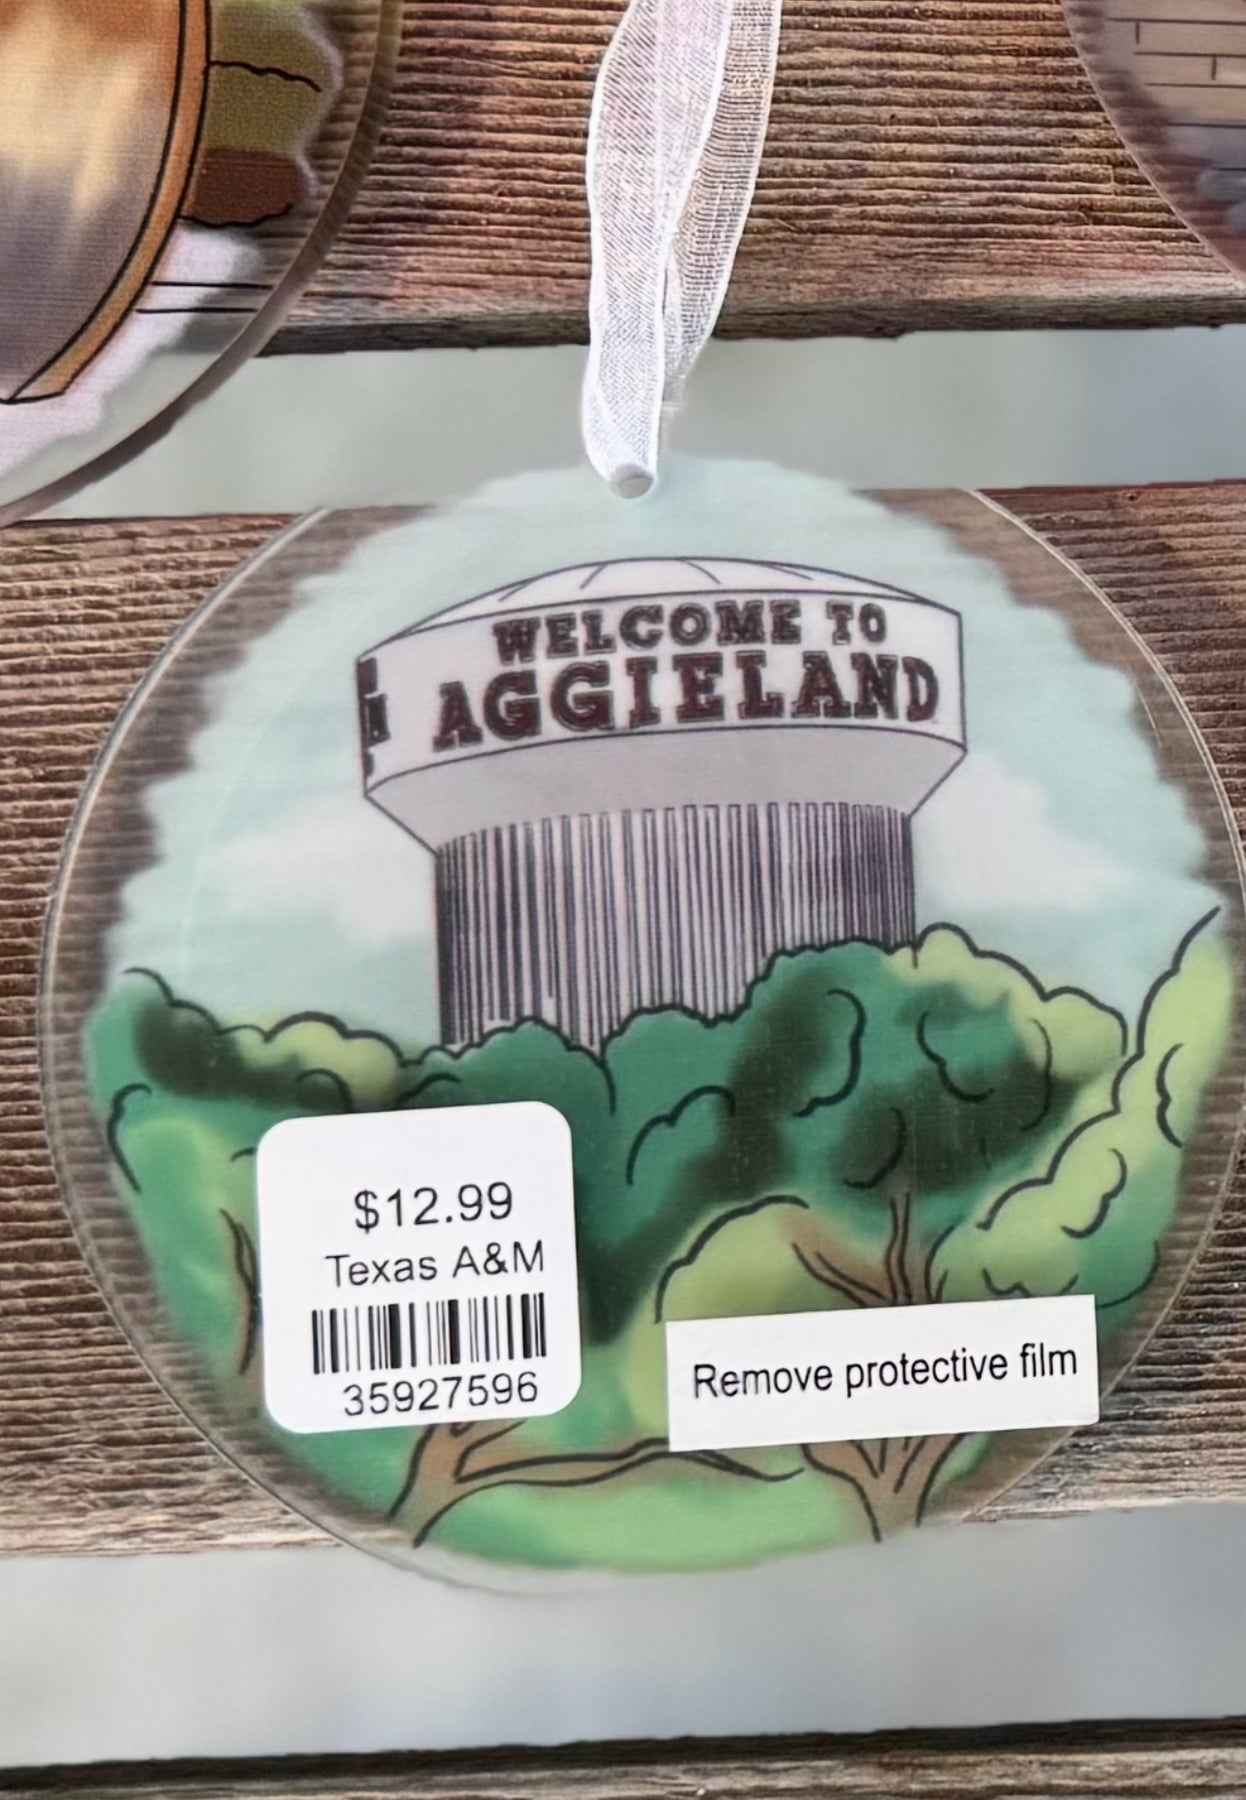 WELCOME TO
AGGIELAND
$12.99
Texas A&M
35927596
Remove protective film